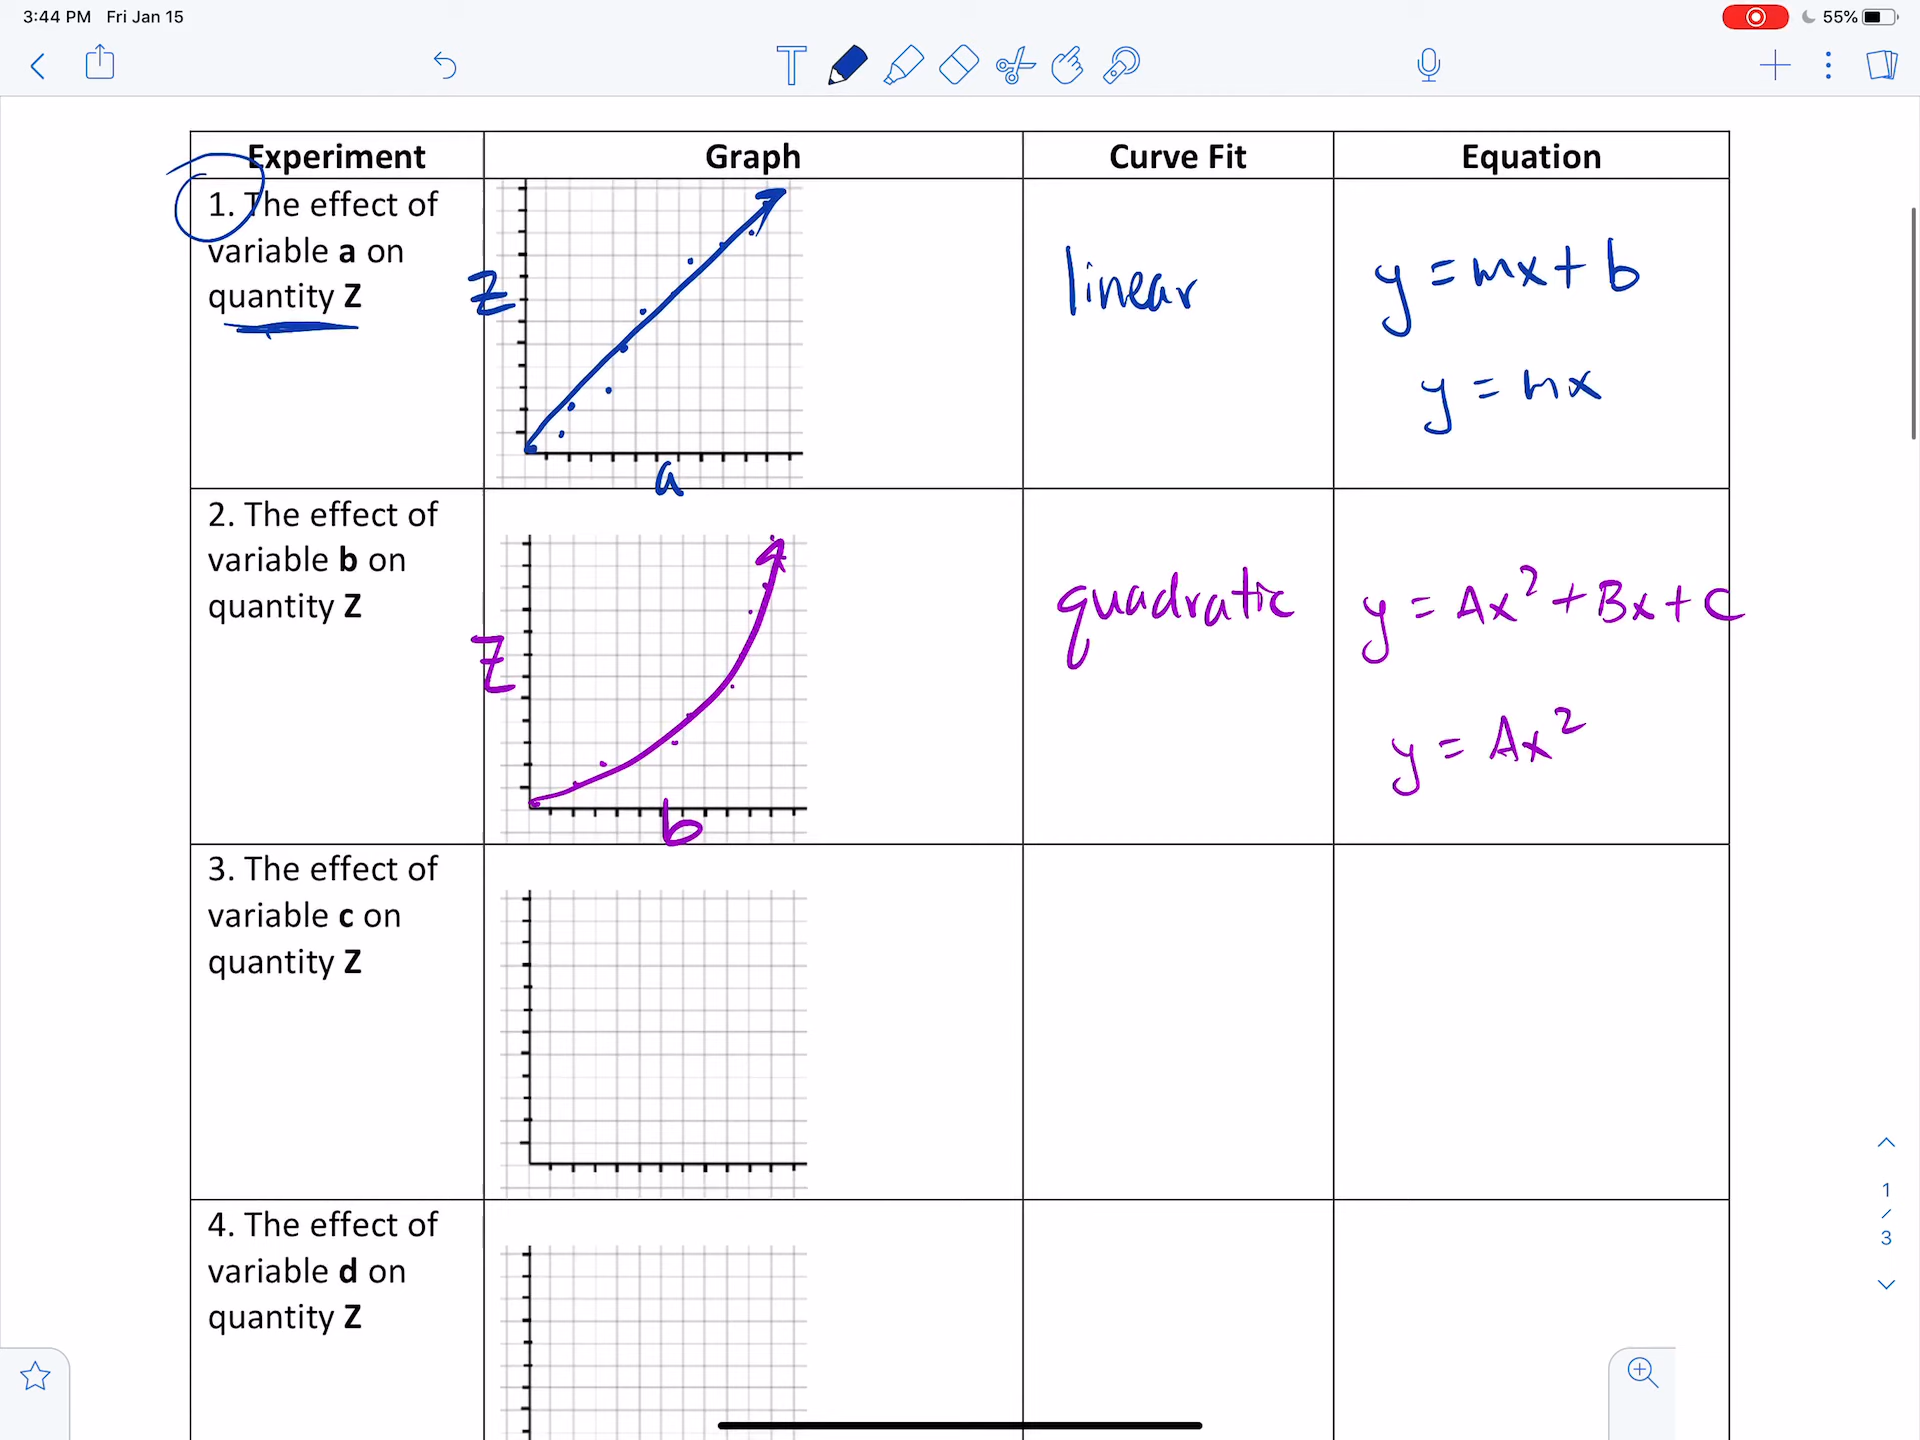 3:44 PM Fri Jan 15
55%
T
Experiment
Graph
Curve Fit
Equation
1. The effect of
variable a on
quantity Z
Z
a
linear
y = mx + b
y = mx
2. The effect of
variable b on
quantity Z
Z
b
quadratic
y = Ax² + Bx + C
y = Ax²
3. The effect of
variable c on
quantity Z
4. The effect of
variable d on
quantity Z
1
/
3